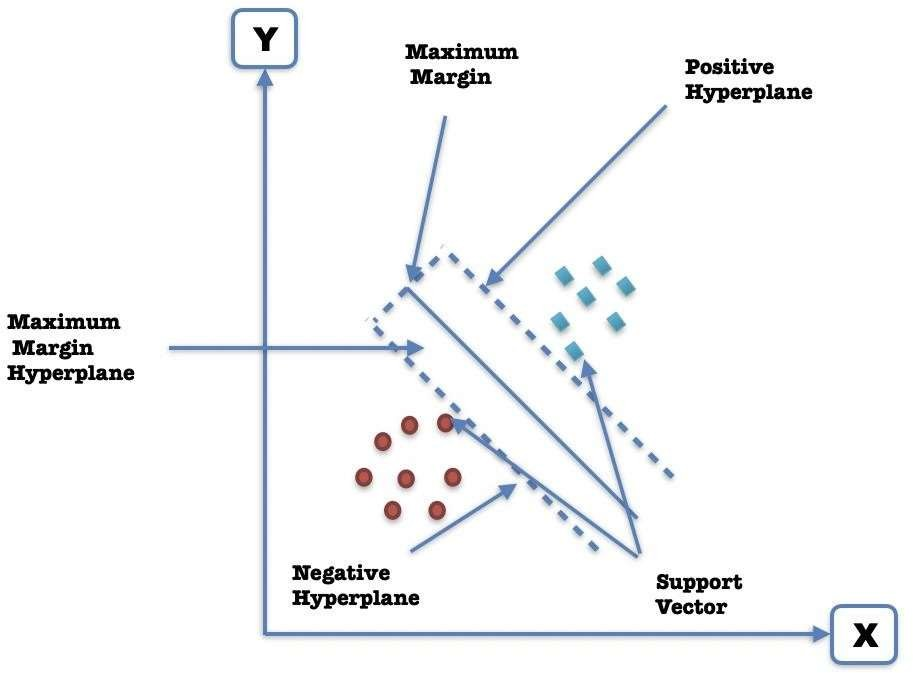 Y
Maximum
Margin
Positive
Hyperplane
Maximum
Margin
Hyperplane
Negative
Hyperplane
Support
Vector
X